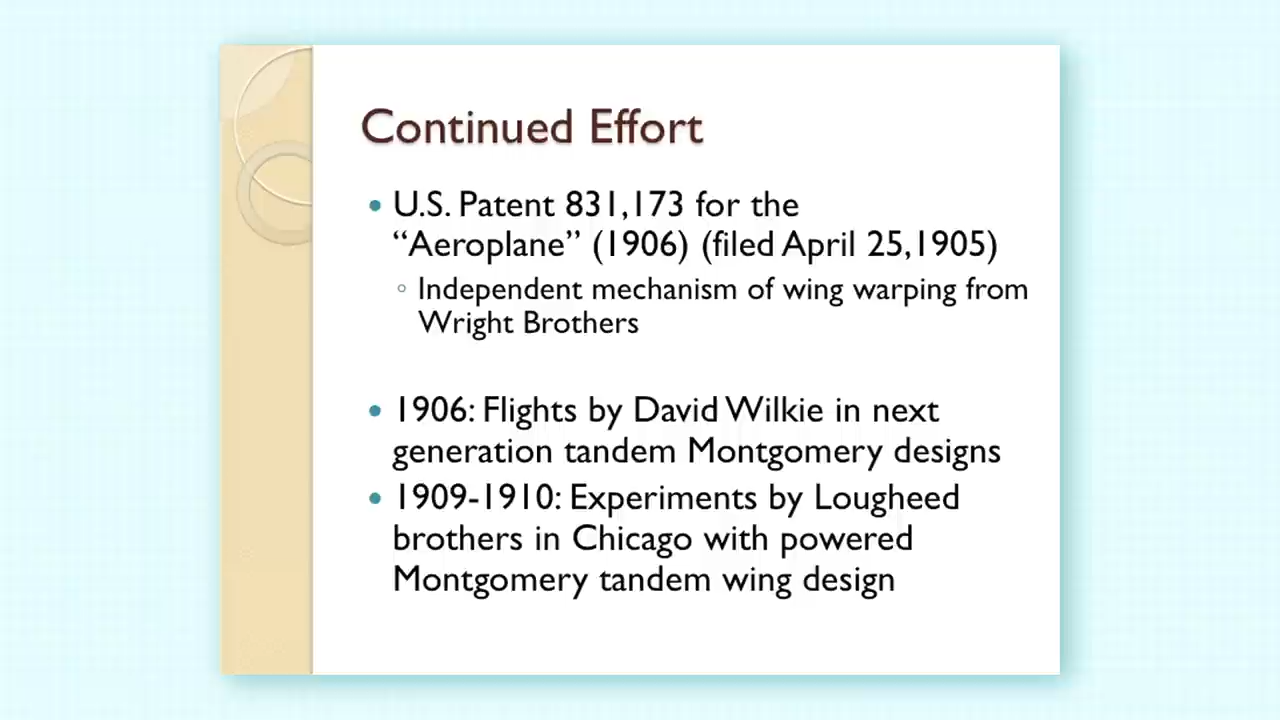 Continued Effort
• U.S. Patent 831,173 for the
“Aeroplane” (1906) (filed April 25,1905)
◦ Independent mechanism of wing warping from
Wright Brothers
• 1906: Flights by David Wilkie in next
generation tandem Montgomery designs
• 1909-1910: Experiments by Lougheed
brothers in Chicago with powered
Montgomery tandem wing design